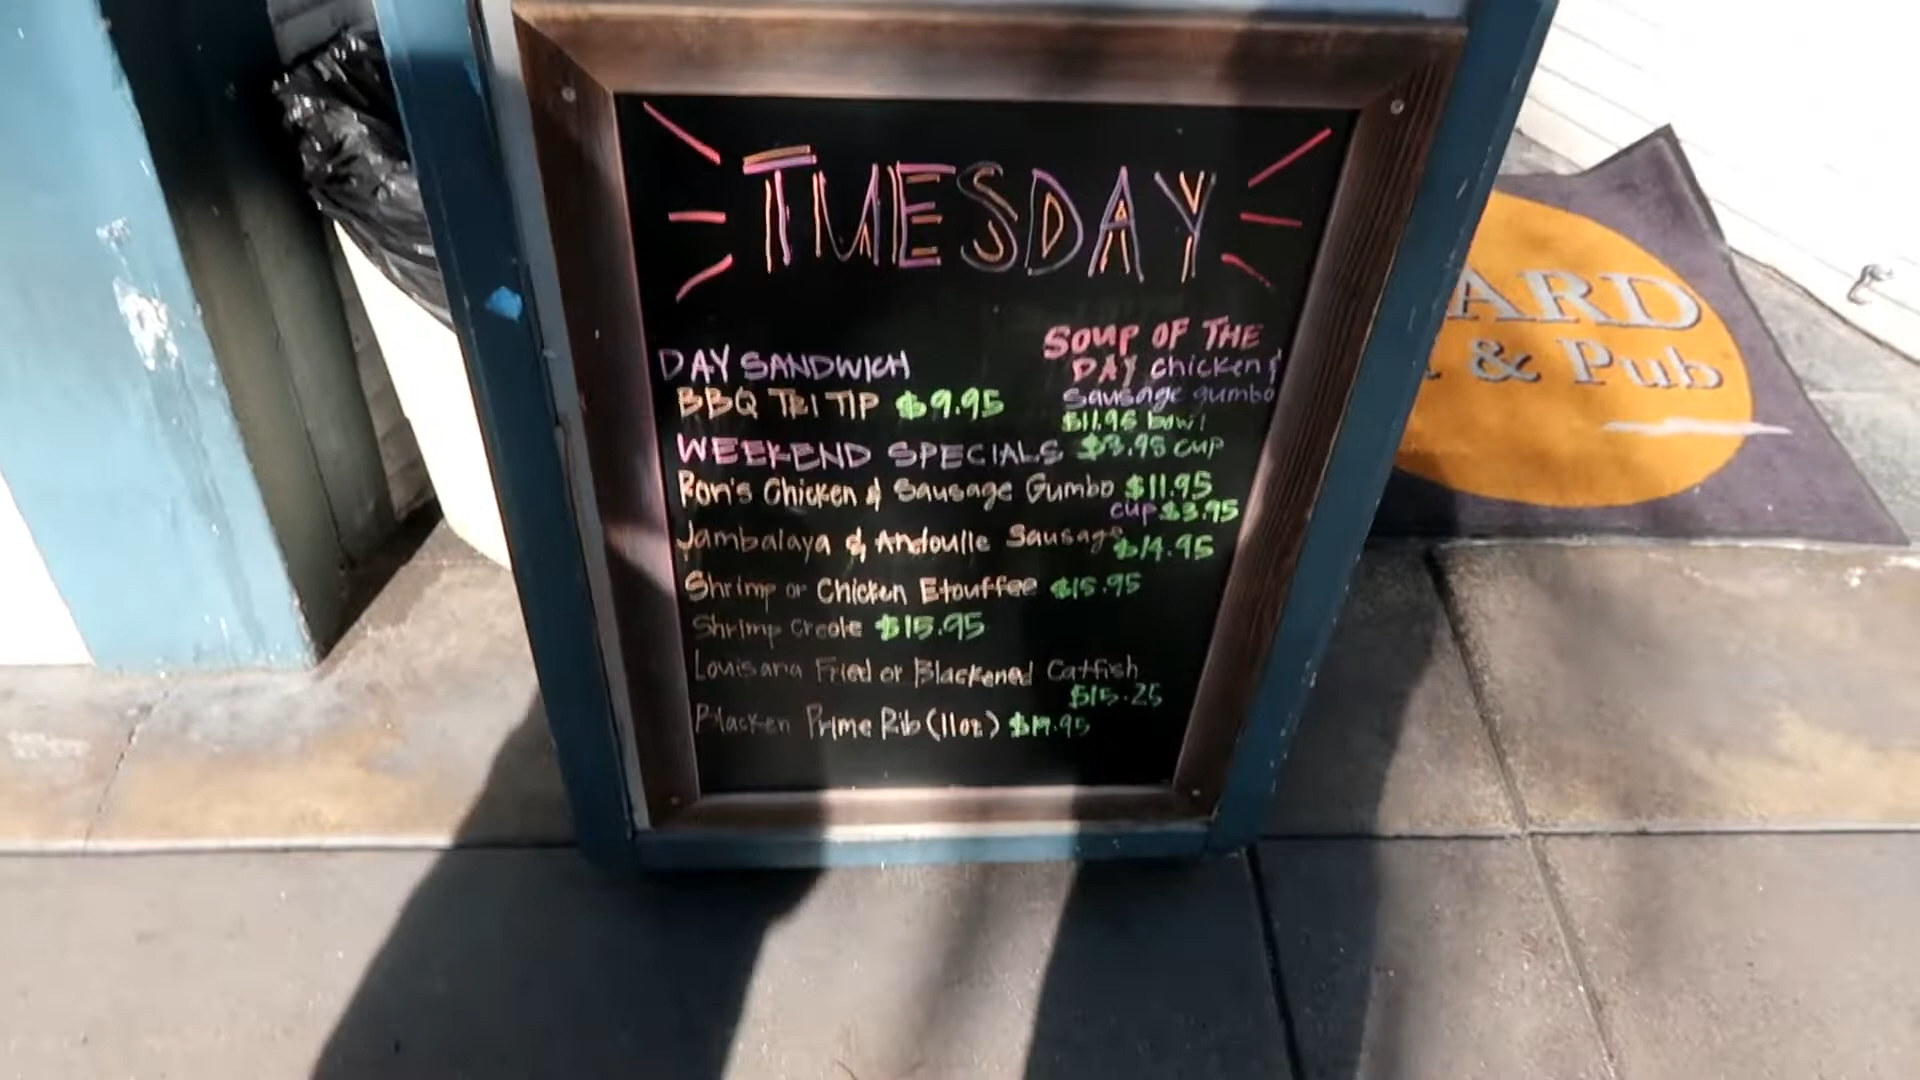 TUESDAY
DAY SANDWICH
BBQ TRI TIP $9.95
SOUP OF THE
DAY Chicken &
Sausage gumbo
$11.95 bowl
$3.95 cup
WEEKEND SPECIALS
Ron's Chicken & Sausage Gumbo $11.95
cup $3.95
Jambalaya & Andoulle Sausage $14.95
Shrimp or Chicken Etouffee $15.95
Shrimp Creole $15.95
Louisana Fried or Blackened Catfish
$15.25
Blacken Prime Rib (11oz) $19.95
ARD
& Pub